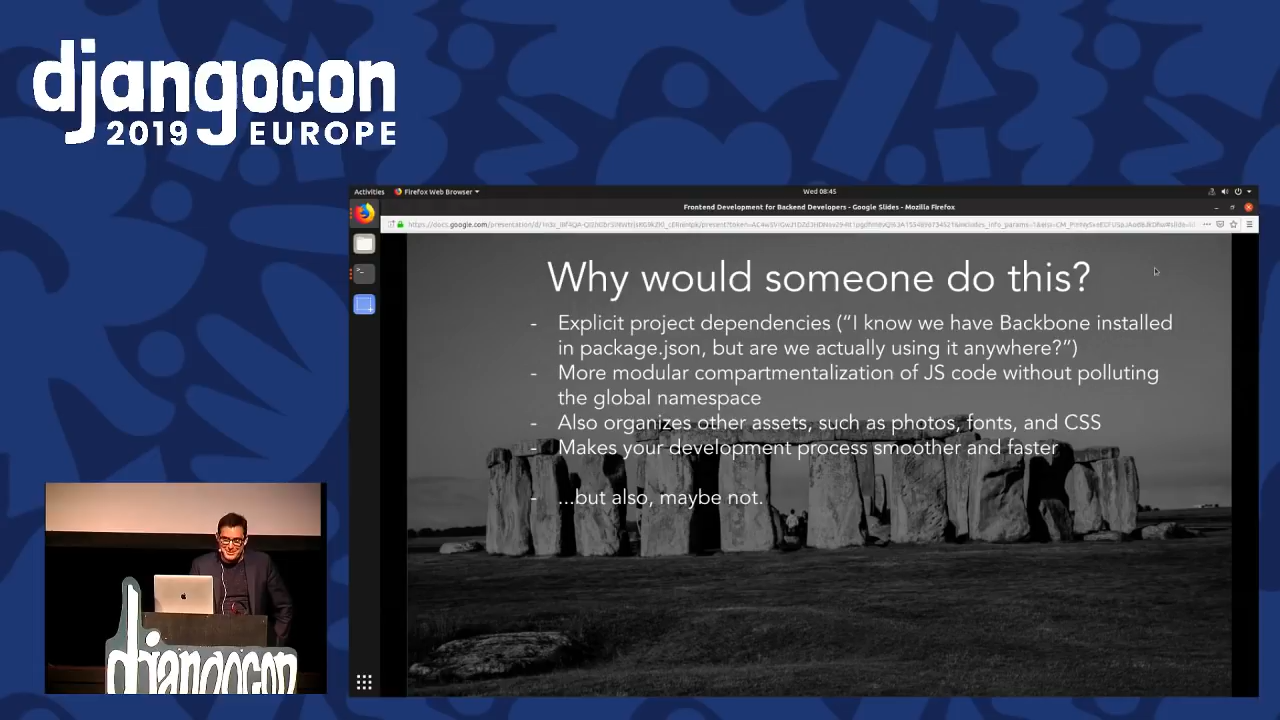 djangocon
2019 EUROPE
Activities
Firefox Web Browser
Wed 08:45
Frontend Development for Backend Developers - Google Slides - Mozilla Firefox
Why would someone do this?
- Explicit project dependencies (“I know we have Backbone installed
in package.json, but are we actually using it anywhere?”)
- More modular compartmentalization of JS code without polluting
the global namespace
- Also organizes other assets, such as photos, fonts, and CSS
- Makes your development process smoother and faster
- ...but also, maybe not.
djangocon